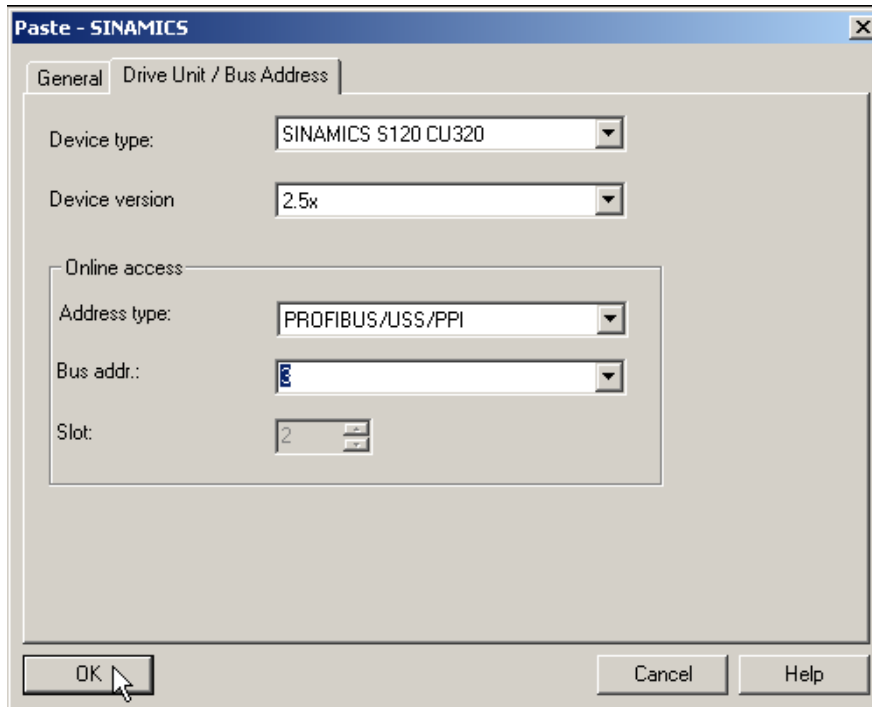 Paste - SINAMICS
General
Drive Unit / Bus Address
Device type:
SINAMICS S120 CU320
Device version
2.5x
Online access
Address type:
PROFIBUS/USS/PPI
Bus addr.:
3
Slot:
2
OK
Cancel
Help